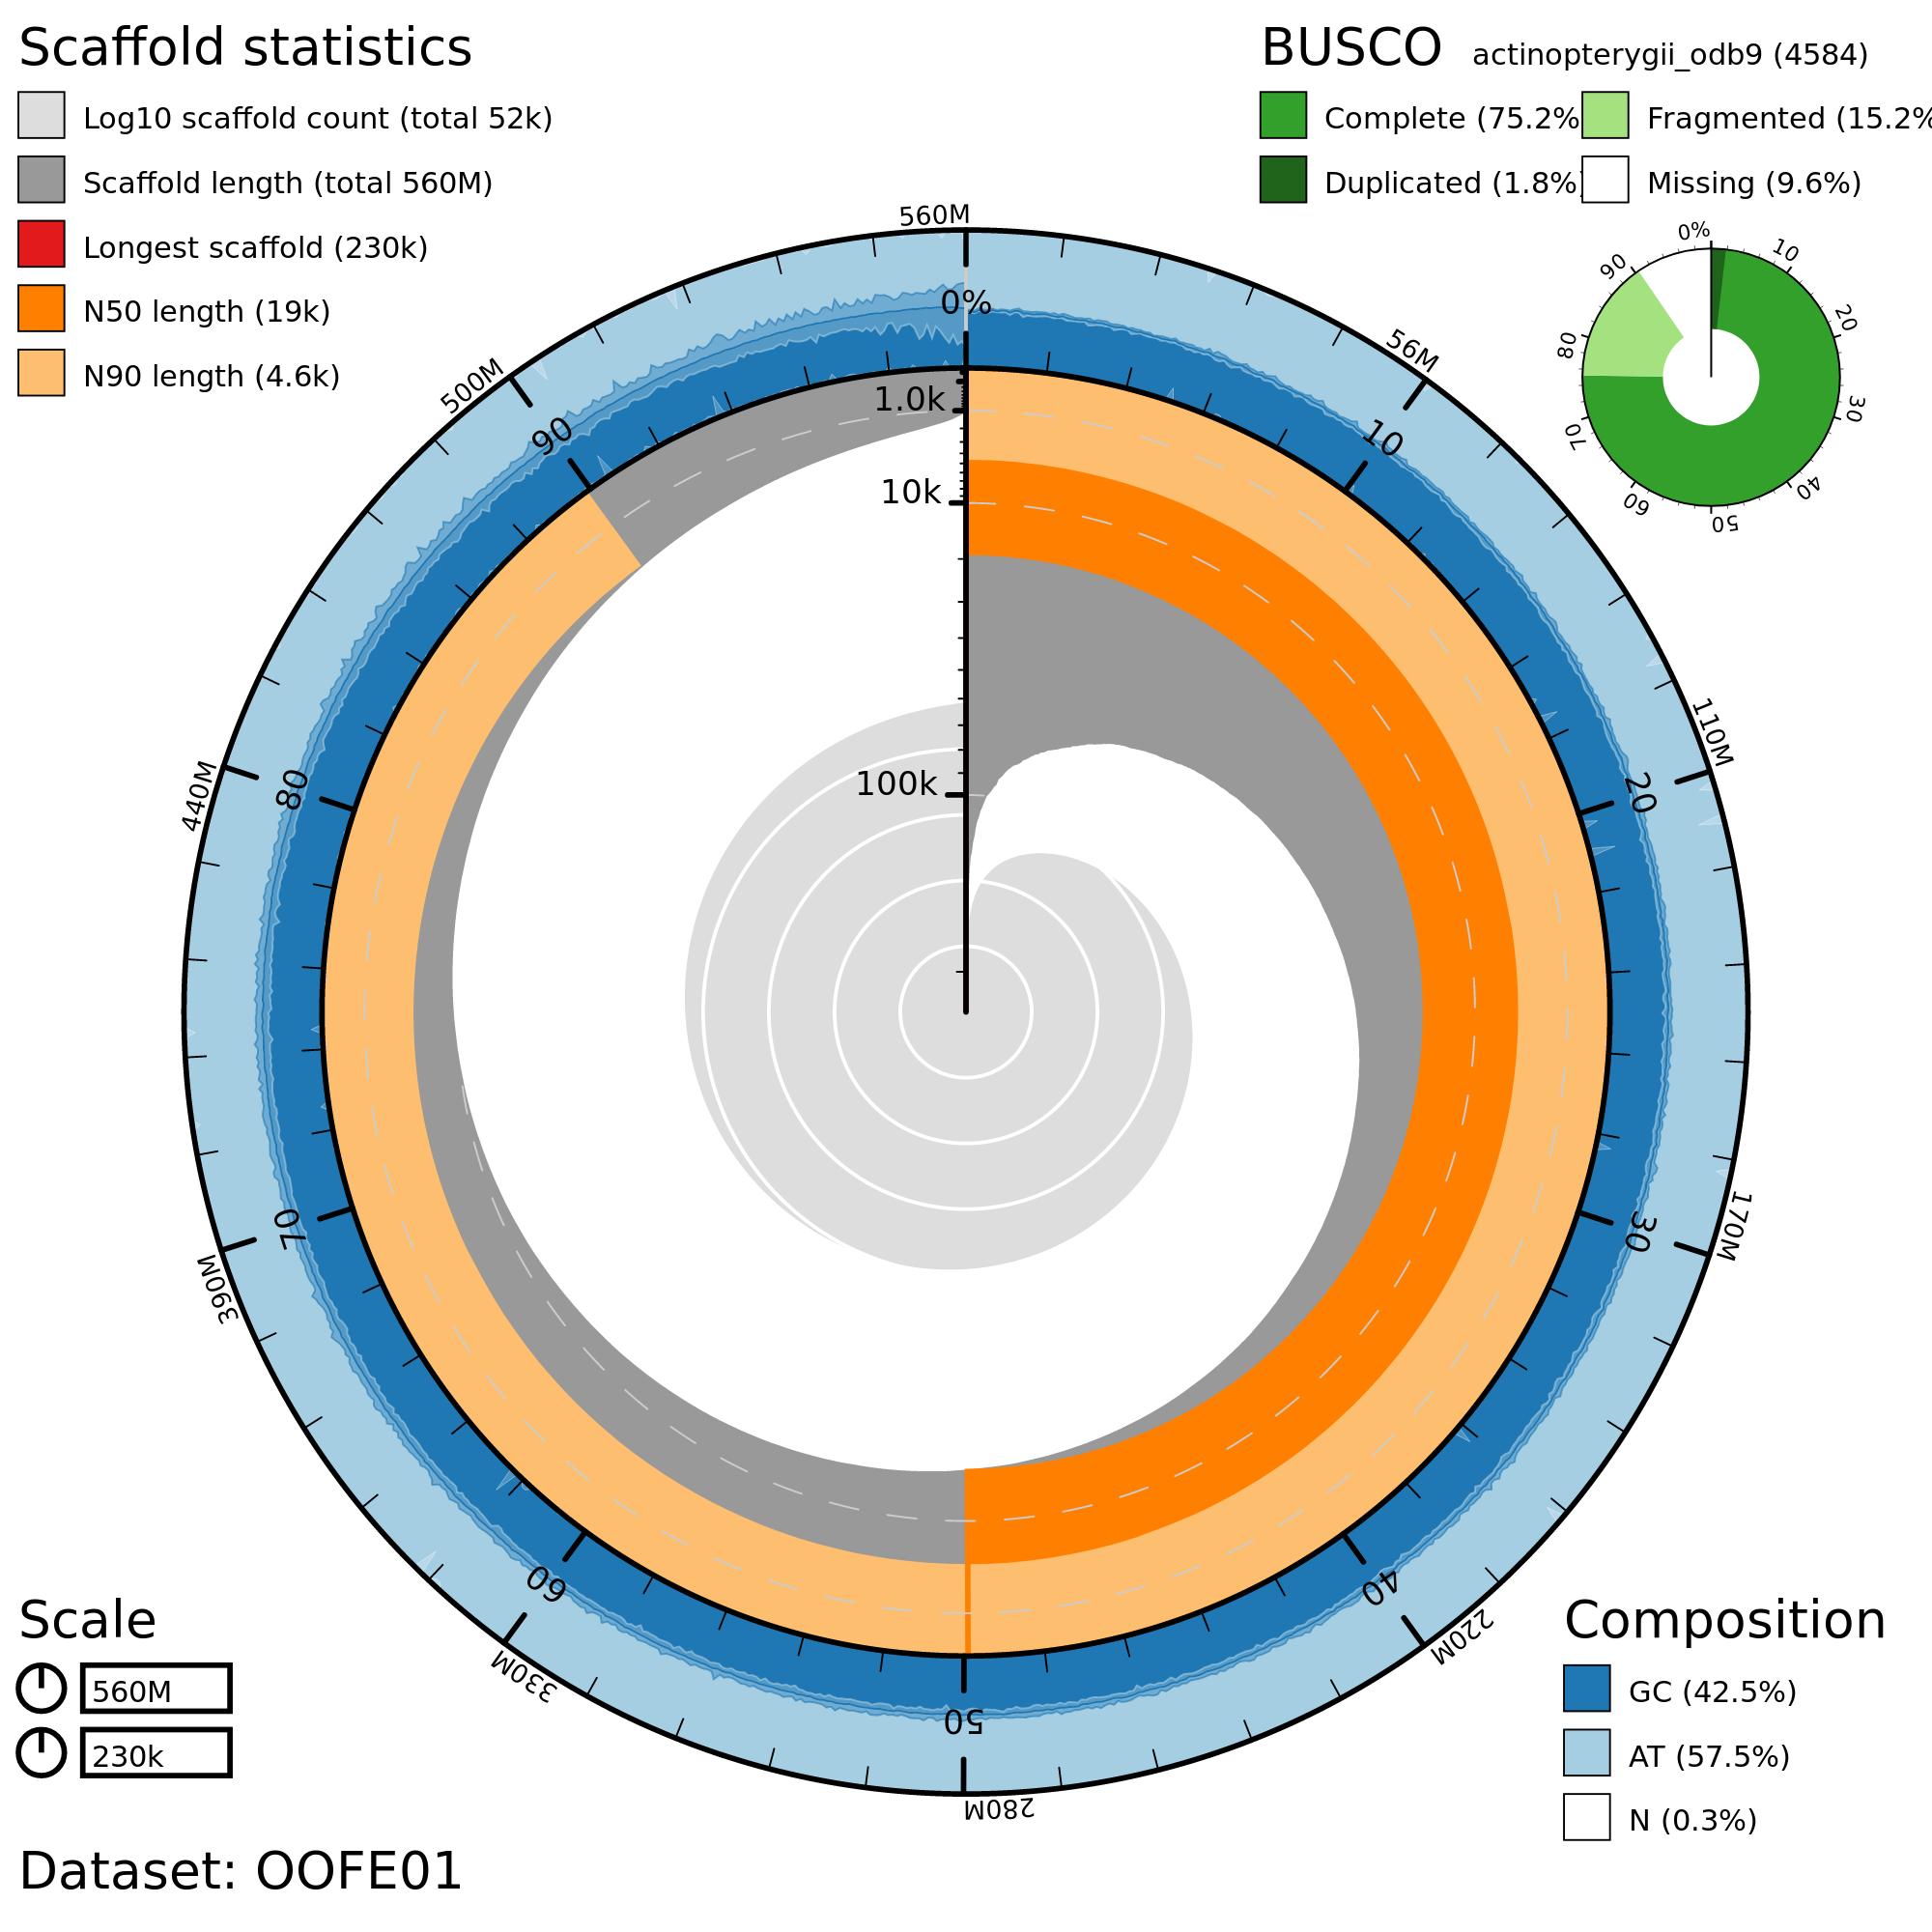 Scaffold statistics
Log10 scaffold count (total 52k)
Scaffold length (total 560M)
Longest scaffold (230k)
N50 length (19k)
N90 length (4.6k)
BUSCO actinopterygii_odb9 (4584)
Complete (75.2%
Fragmented (15.2%
Duplicated (1.8%)
Missing (9.6%)
0%
10
20
30
40
50
60
70
80
90
560M
56M
110M
170M
220M
280M
330M
390M
440M
500M
0%
10
20
30
40
50
60
70
80
90
1.0k
10k
100k
Scale
560M
230k
Composition
GC (42.5%)
AT (57.5%)
N (0.3%)
Dataset: OOFE01